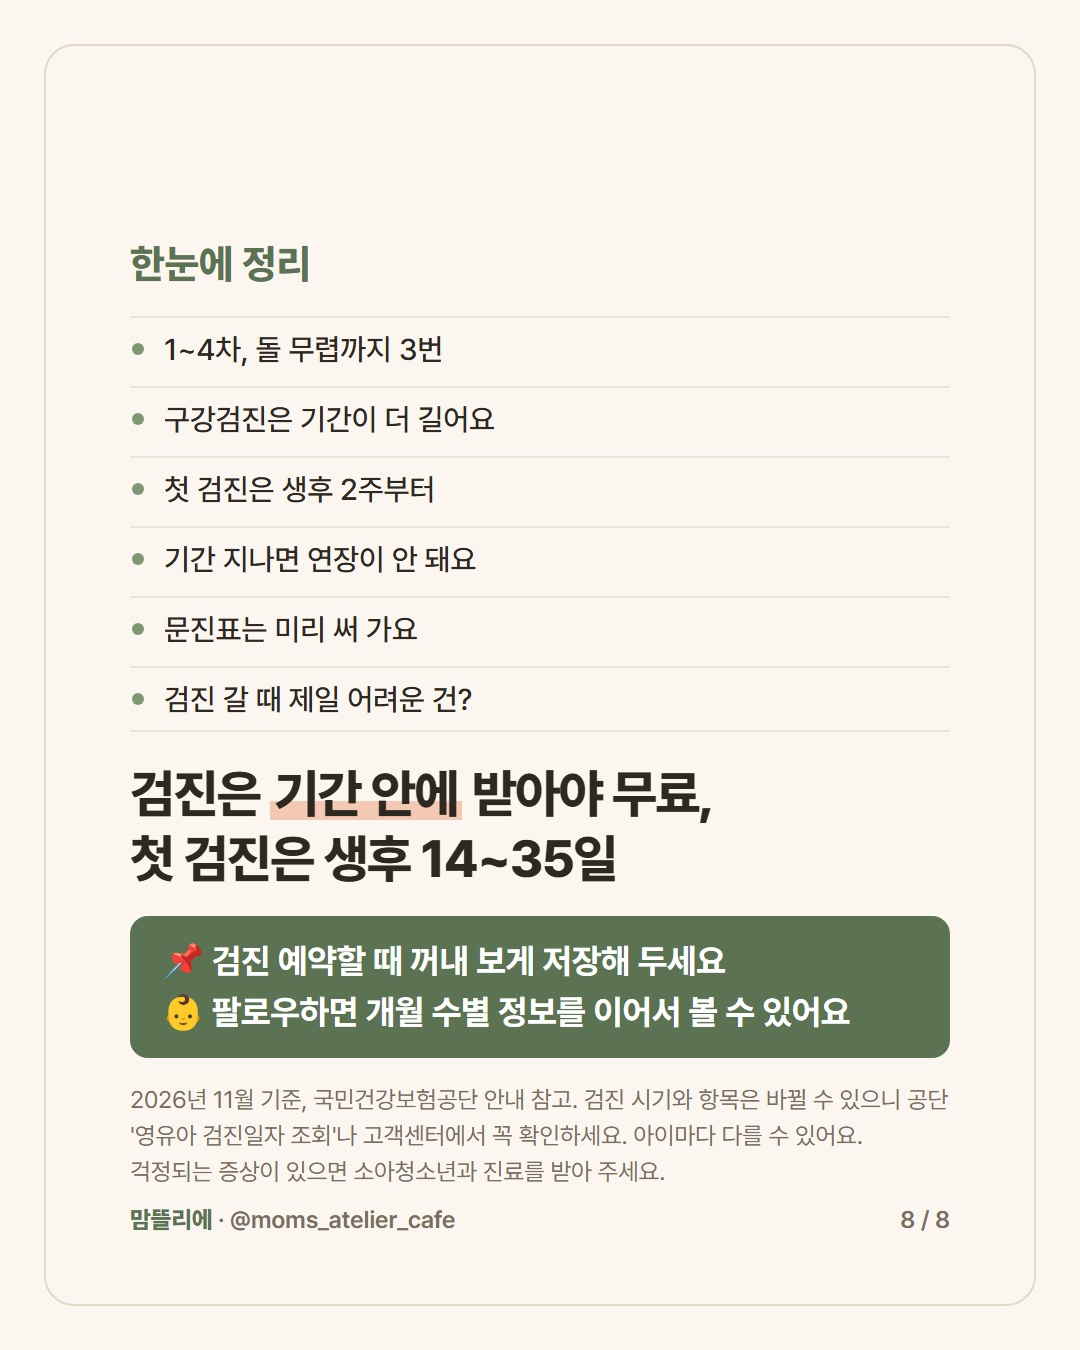 한눈에 정리
1~4차, 돌 무렵까지 3번
구강검진은 기간이 더 길어요
첫 검진은 생후 2주부터
기간 지나면 연장이 안 돼요
문진표는 미리 써 가요
검진 갈 때 제일 어려운 건?
검진은 기간 안에 받아야 무료,
첫 검진은 생후 14~35일
📌 검진 예약할 때 꺼내 보게 저장해 두세요
👶 팔로우하면 개월 수별 정보를 이어서 볼 수 있어요
2026년 11월 기준, 국민건강보험공단 안내 참고. 검진 시기와 항목은 바뀔 수 있으니 공단
'영유아 검진일자 조회'나 고객센터에서 꼭 확인하세요. 아이마다 다를 수 있어요.
걱정되는 증상이 있으면 소아청소년과 진료를 받아 주세요.
맘뜰리에 · @moms_atelier_cafe
8 / 8